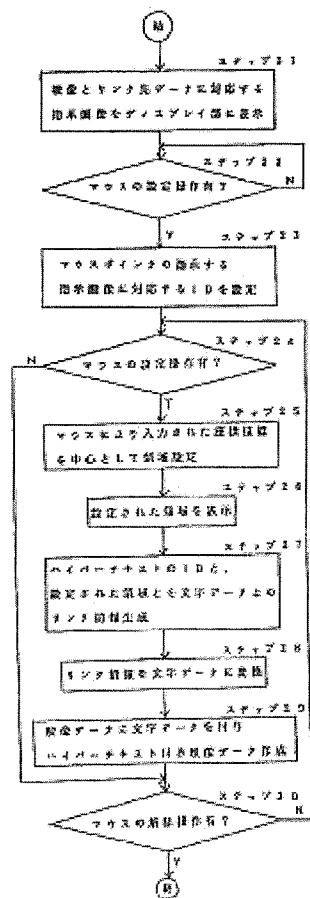 ステップ21
映像とリンク先データに対応する
指示画像をディスプレイ部に表示
ステップ22
マウスの設定操作有?
N
Y
ステップ23
マウスポインタの指示する
指示画像に対応するIDを設定
ステップ24
N
マウスの設定操作有?
Y
ステップ25
マウスにより入力された
を中心として領域設定
ステップ26
設定された領域を表示
ステップ27
ハイパーテキストのIDと、
設定された領域とを文字データ上の
リンク情報生成
ステップ28
リンク情報を文字データに変換
ステップ29
映像データに文字データを付与
ハイパーテキスト付き映像データ作成
ステップ30
N
マウスの 操作有?
Y
終